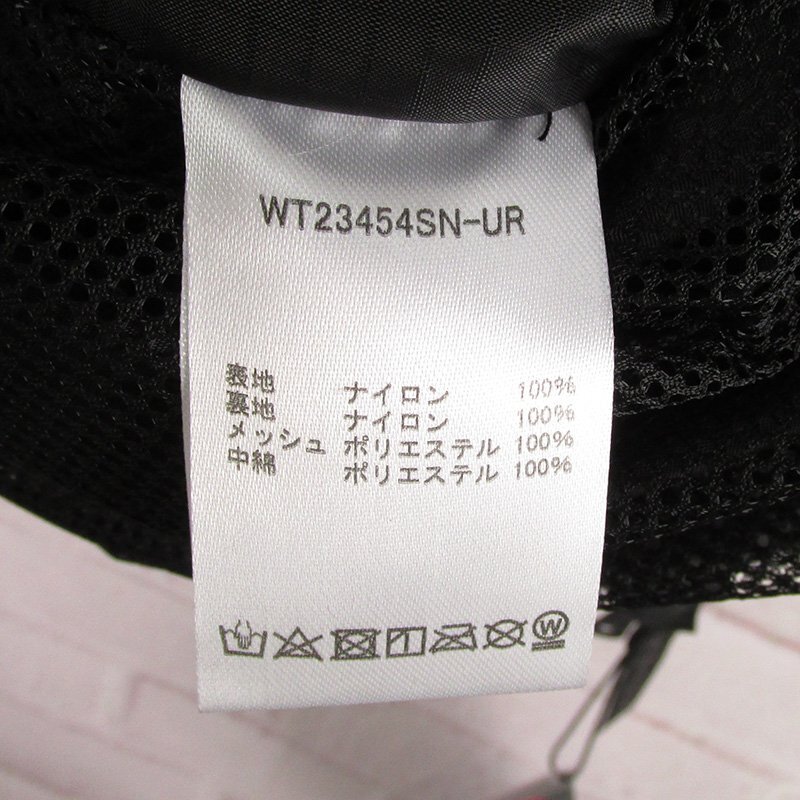 WT23454SN-UR
表地 ナイロン 100%
裏地 ナイロン 100%
メッシュ ポリエステル 100%
中綿 ポリエステル 100%
W